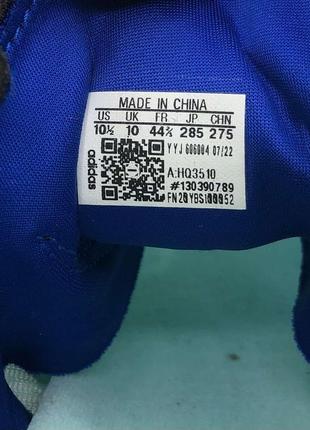 MADE IN CHINA
US UK FR JP CHN
10½ 10 44⅔ 285 275
YYJ 606004 07/22
adidas
A:HQ3510
#130390789